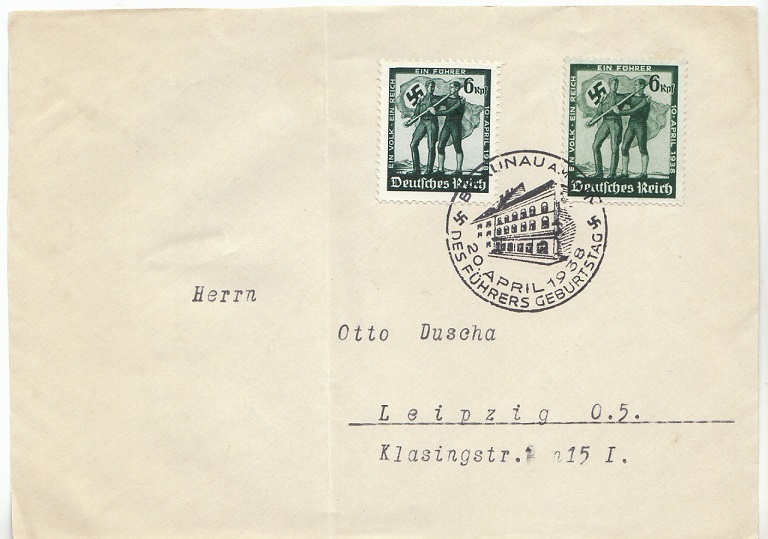 EIN FÜHRER
EIN VOLK · EIN REICH
6 Rpf
10 · APRIL 1938
Deutsches Reich
EIN FÜHRER
EIN VOLK · EIN REICH
6 Rpf
10 · APRIL 1938
Deutsches Reich
20. APRIL 1938
DES FÜHRERS GEBURTSTAG
Herrn
Otto Duscha
Leipzig O.5.
Klasingstr. 15 I.